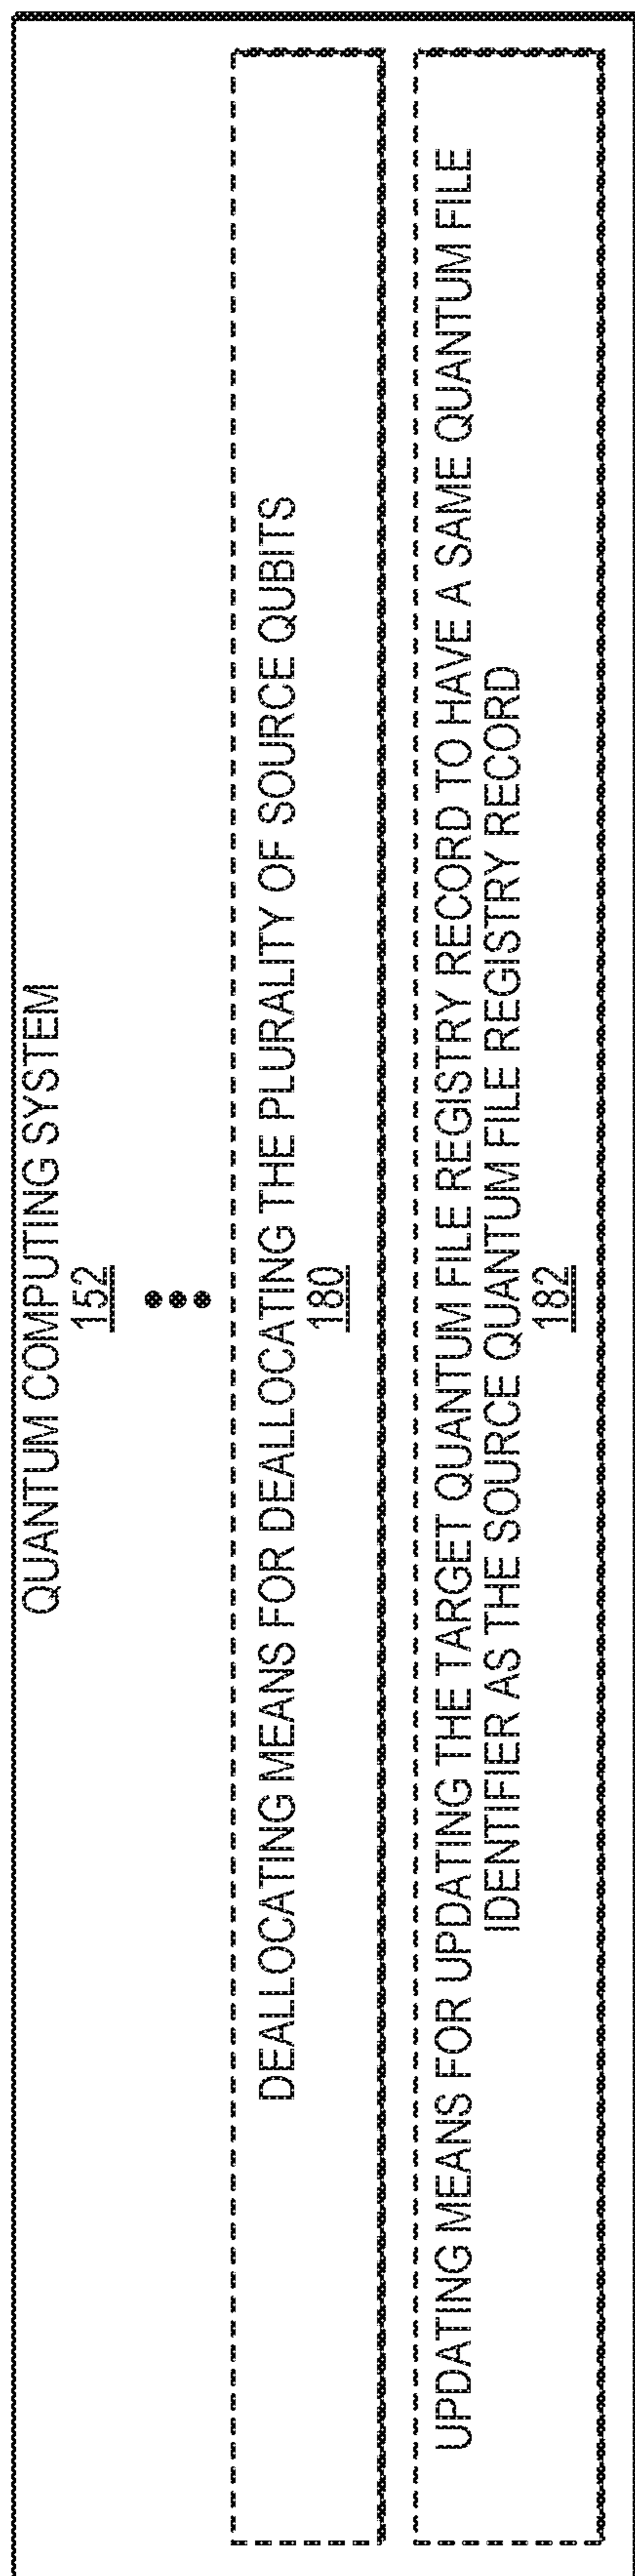 QUANTUM COMPUTING SYSTEM
152
DEALLOCATING MEANS FOR DEALLOCATING THE PLURALITY OF SOURCE QUBITS
180
UPDATING MEANS FOR UPDATING THE TARGET QUANTUM FILE REGISTRY RECORD TO HAVE A SAME QUANTUM FILE
IDENTIFIER AS THE SOURCE QUANTUM FILE REGISTRY RECORD
182